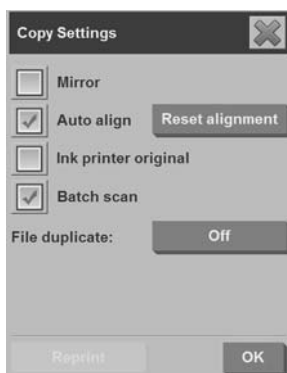 Copy Settings
Mirror
Auto align Reset alignment
Ink printer original
Batch scan
File duplicate: Off
Reprint OK